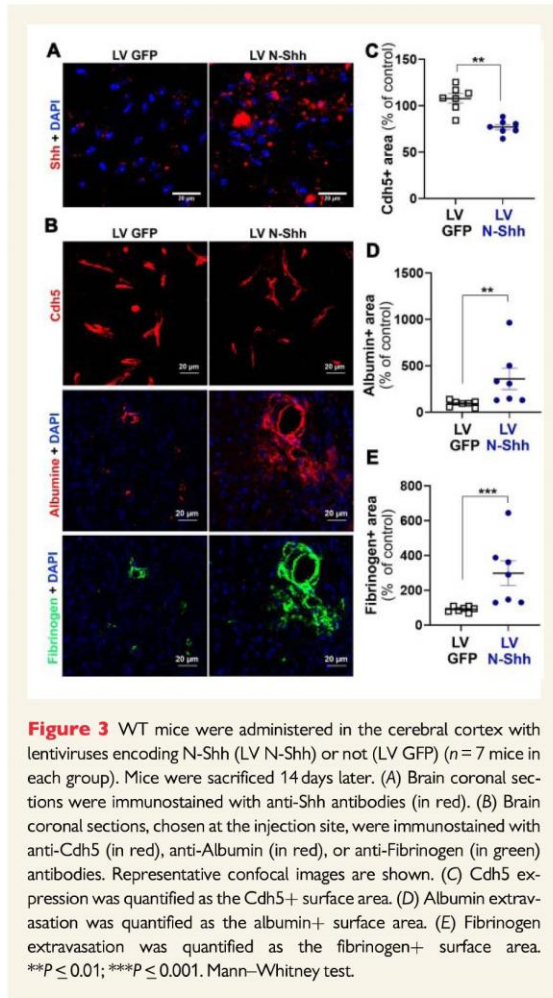 A
LV GFP
LV N-Shh
Shh + DAPI
20 µm
20 µm
B
LV GFP
LV N-Shh
Cdh5
20 µm
20 µm
Albumine + DAPI
20 µm
20 µm
Fibrinogen + DAPI
20 µm
20 µm
C
Cdh5+ area (% of control)
150
100
50
0
**
LV GFP
LV N-Shh
D
Albumin+ area
(% of control)
1500
1000
500
0
**
LV GFP
LV N-Shh
E
Fibrinogen+ area
(% of control)
800
600
400
200
0
***
LV GFP
LV N-Shh
Figure 3 WT mice were administered in the cerebral cortex with
lentiviruses encoding N-Shh (LV N-Shh) or not (LV GFP) (n = 7 mice in
each group). Mice were sacrificed 14 days later. (A) Brain coronal sec-
tions were immunostained with anti-Shh antibodies (in red). (B) Brain
coronal sections, chosen at the injection site, were immunostained with
anti-Cdh5 (in red), anti-Albumin (in red), or anti-Fibrinogen (in green)
antibodies. Representative confocal images are shown. (C) Cdh5 ex-
pression was quantified as the Cdh5+ surface area. (D) Albumin extrav-
asation was quantified as the albumin+ surface area. (E) Fibrinogen
extravasation was quantified as the fibrinogen+ surface area.
**P ≤ 0.01; ***P ≤ 0.001. Mann–Whitney test.